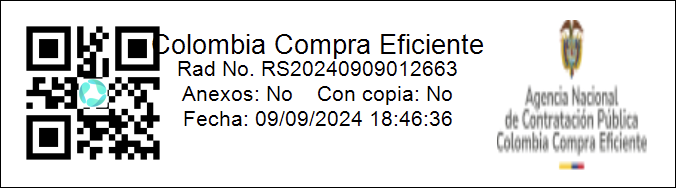 Colombia Compra Eficiente
Rad No. RS20240909012663
Anexos: No Con copia: No
Fecha: 09/09/2024 18:46:36
Agencia Nacional
de Contratación Pública
Colombia Compra Eficiente